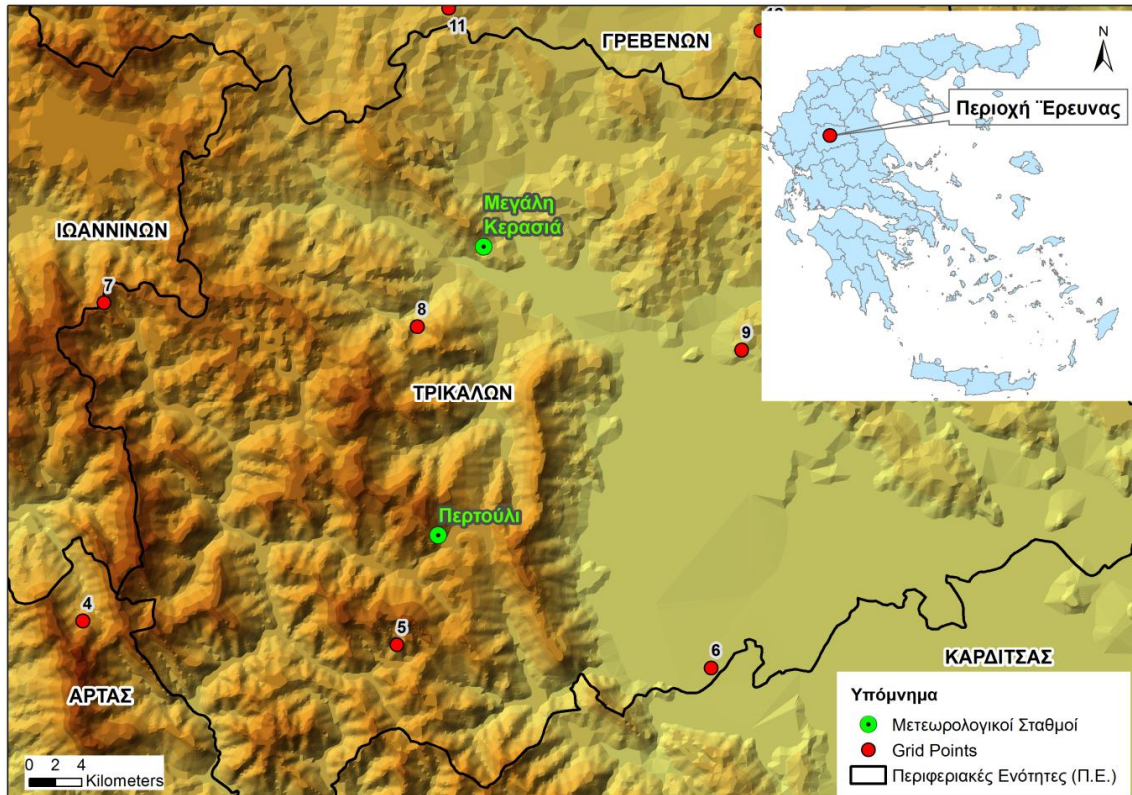 11
ΓΡΕΒΕΝΩΝ
N
Περιοχή ¨Έρευνας
Μεγάλη
Κερασιά
ΙΩΑΝΝΙΝΩΝ
7
8
9
ΤΡΙΚΑΛΩΝ
Περτούλι
4
5
6
ΚΑΡΔΙΤΣΑΣ
ΑΡΤΑΣ
Υπόμνημα
Μετεωρολογικοί Σταθμοί
Grid Points
Περιφεριακές Ενότητες (Π.Ε.)
0 2 4
Kilometers